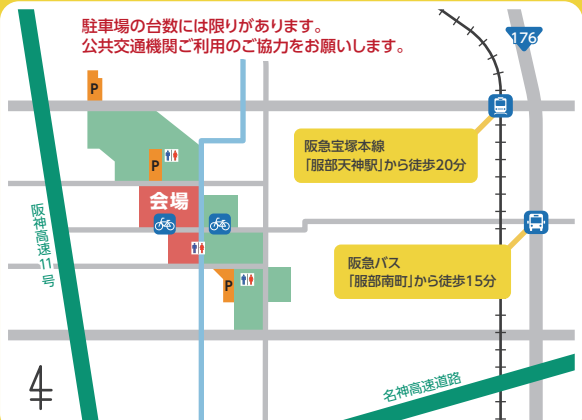 駐車場の台数には限りがあります。
公共交通機関ご利用のご協力をお願いします。
176
P
阪急宝塚本線
「服部天神駅」から徒歩20分
P
会場
阪神高速11号
阪急バス
「服部南町」から徒歩15分
P
名神高速道路